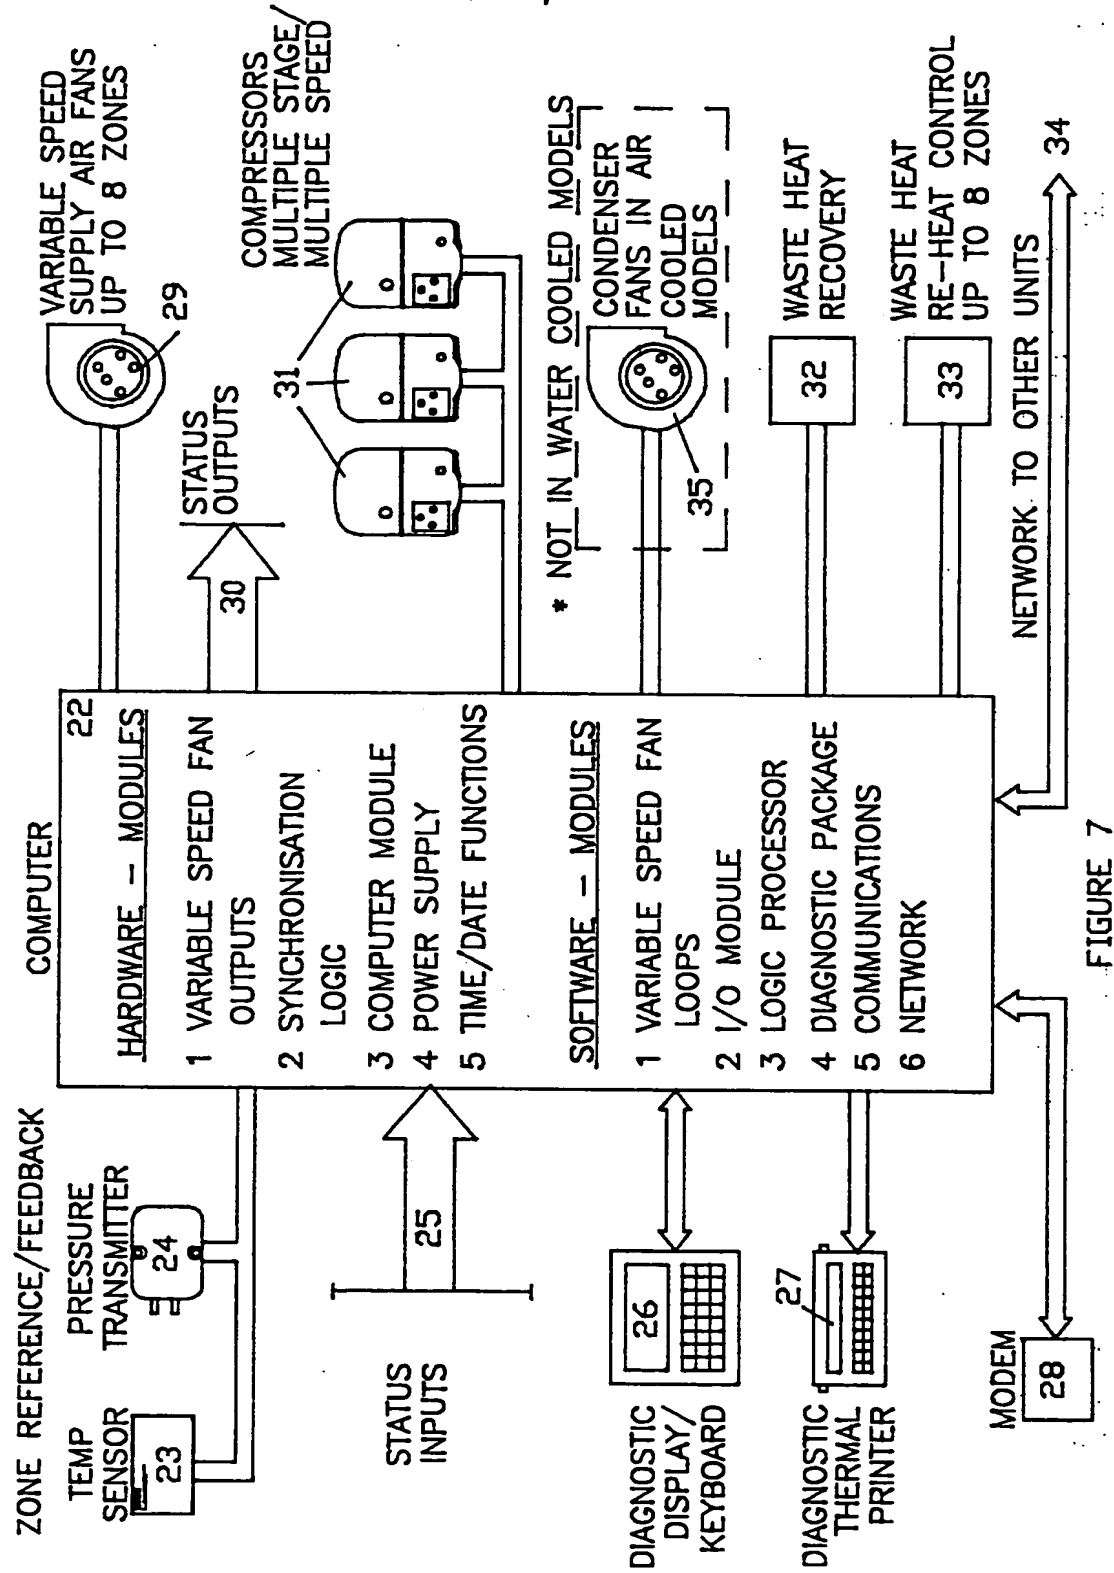 ZONE REFERENCE/FEEDBACK
TEMP
SENSOR
23
PRESSURE
TRANSMITTER
24
STATUS
INPUTS
25
DIAGNOSTIC
DISPLAY/
KEYBOARD
26
DIAGNOSTIC
THERMAL
PRINTER
27
MODEM
28
COMPUTER
22
HARDWARE - MODULES
1 VARIABLE SPEED FAN
OUTPUTS
2 SYNCHRONISATION
LOGIC
3 COMPUTER MODULE
4 POWER SUPPLY
5 TIME/DATE FUNCTIONS
SOFTWARE - MODULES
1 VARIABLE SPEED FAN
LOOPS
2 I/O MODULE
3 LOGIC PROCESSOR
4 DIAGNOSTIC PACKAGE
5 COMMUNICATIONS
6 NETWORK
VARIABLE SPEED
SUPPLY AIR FANS
UP TO 8 ZONES
29
STATUS
OUTPUTS
30
COMPRESSORS
MULTIPLE STAGE/
MULTIPLE SPEED
31
* NOT IN WATER COOLED MODELS
CONDENSER
FANS IN AIR
COOLED
MODELS
35
WASTE HEAT
RECOVERY
32
WASTE HEAT
RE-HEAT CONTROL
UP TO 8 ZONES
33
NETWORK TO OTHER UNITS
34
FIGURE 7